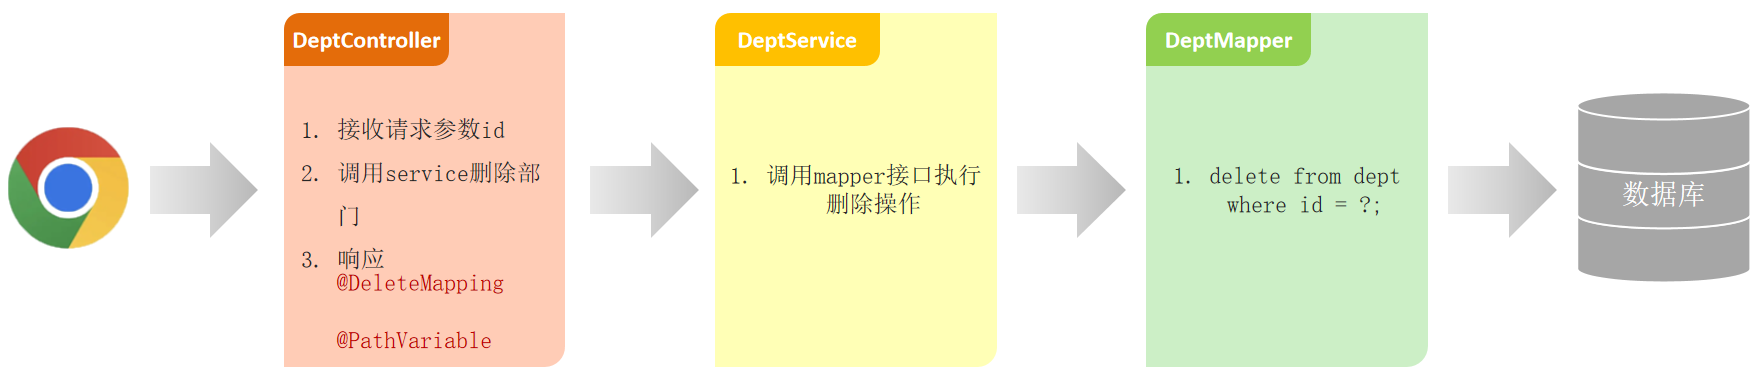 DeptController
1. 接收请求参数id
2. 调用service删除部
门
3. 响应
@DeleteMapping
@PathVariable
DeptService
1. 调用mapper接口执行
删除操作
DeptMapper
1. delete from dept
where id = ?;
数据库